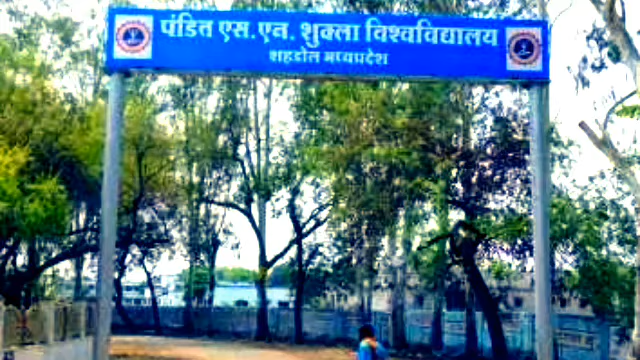 पंडित एस.एन. शुक्ला विश्वविद्यालय
शहडोल मध्यप्रदेश